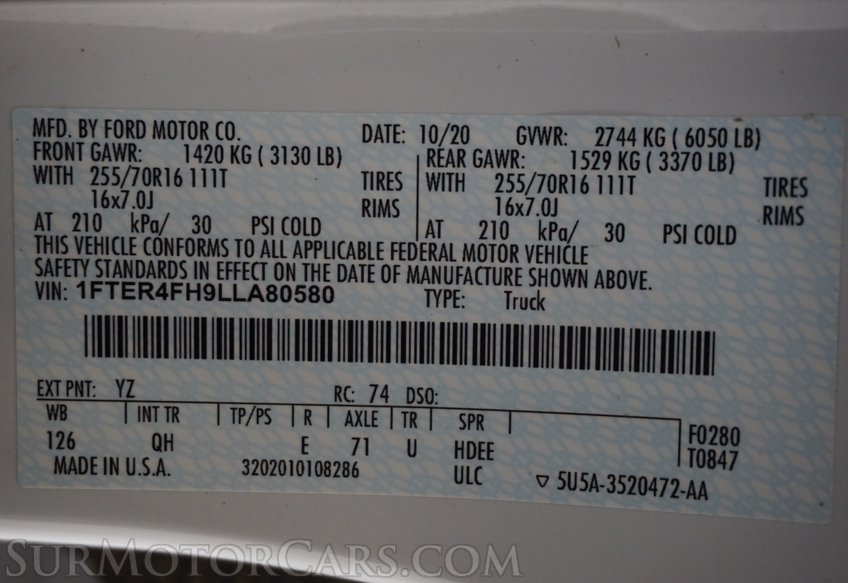 MFD. BY FORD MOTOR CO. DATE: 10/20 GVWR: 2744 KG ( 6050 LB)
FRONT GAWR: 1420 KG ( 3130 LB) REAR GAWR: 1529 KG ( 3370 LB)
WITH 255/70R16 111T TIRES WITH 255/70R16 111T TIRES
16x7.0J RIMS 16x7.0J RIMS
AT 210 kPa/ 30 PSI COLD AT 210 kPa/ 30 PSI COLD
THIS VEHICLE CONFORMS TO ALL APPLICABLE FEDERAL MOTOR VEHICLE
SAFETY STANDARDS IN EFFECT ON THE DATE OF MANUFACTURE SHOWN ABOVE.
VIN: 1FTER4FH9LLA80580 TYPE: Truck
EXT PNT: YZ RC: 74 DSO:
WB INT TR TP/PS R AXLE TR SPR F0280
126 QH E 71 U HDEE T0847
MADE IN U.S.A. 3202010108286 ULC ▽ 5U5A-3520472-AA
SURMOTORCARS.COM